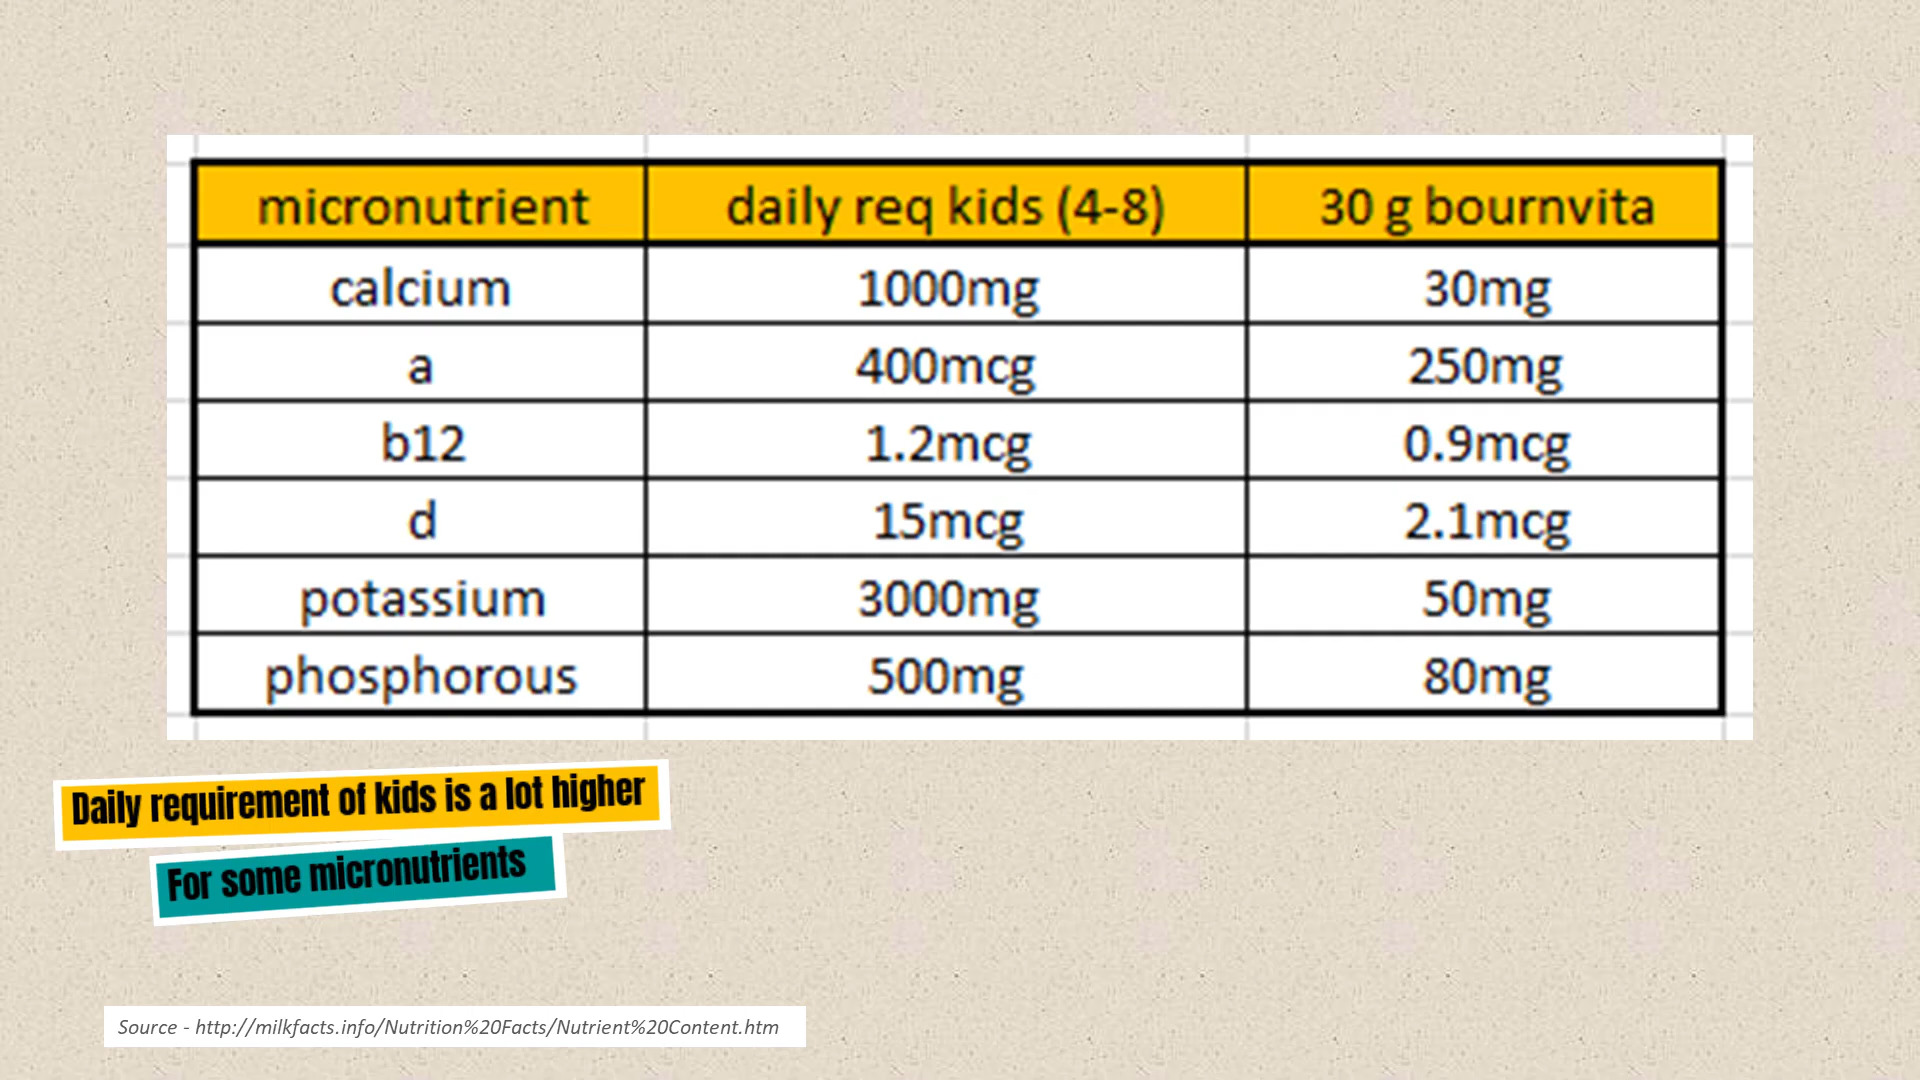 micronutrient daily req kids (4-8) 30 g bournvita
calcium 1000mg 30mg
a 400mcg 250mg
b12 1.2mcg 0.9mcg
d 15mcg 2.1mcg
potassium 3000mg 50mg
phosphorous 500mg 80mg
Daily requirement of kids is a lot higher
For some micronutrients
Source - http://milkfacts.info/Nutrition%20Facts/Nutrient%20Content.htm